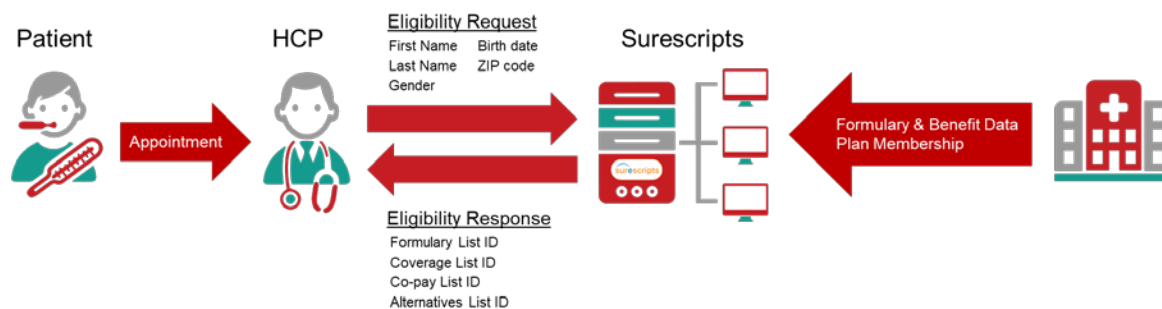 Patient
HCP
Eligibility Request
First Name Birth date
Last Name ZIP code
Gender
Surescripts
Appointment
surescripts
Formulary & Benefit Data
Plan Membership
Eligibility Response
Formulary List ID
Coverage List ID
Co-pay List ID
Alternatives List ID